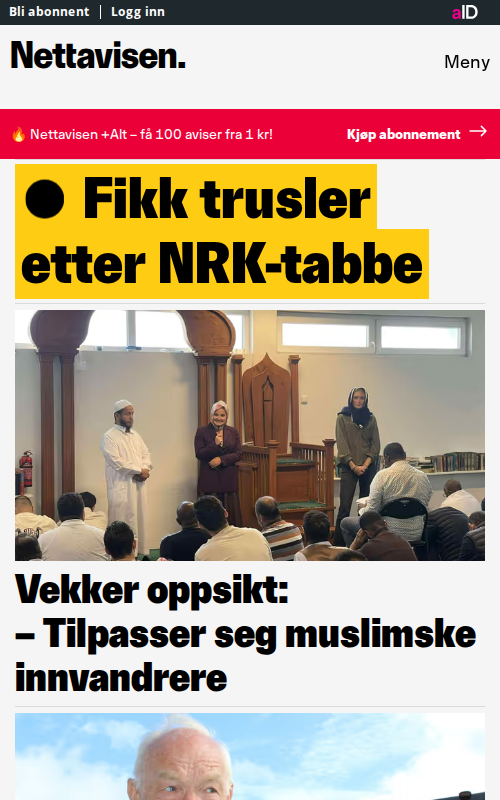 Bli abonnent | Logg inn
aID
Nettavisen.
Meny
🔥 Nettavisen +Alt – få 100 aviser fra 1 kr!
Kjøp abonnement →
● Fikk trusler
etter NRK-tabbe
Vekker oppsikt:
– Tilpasser seg muslimske
innvandrere